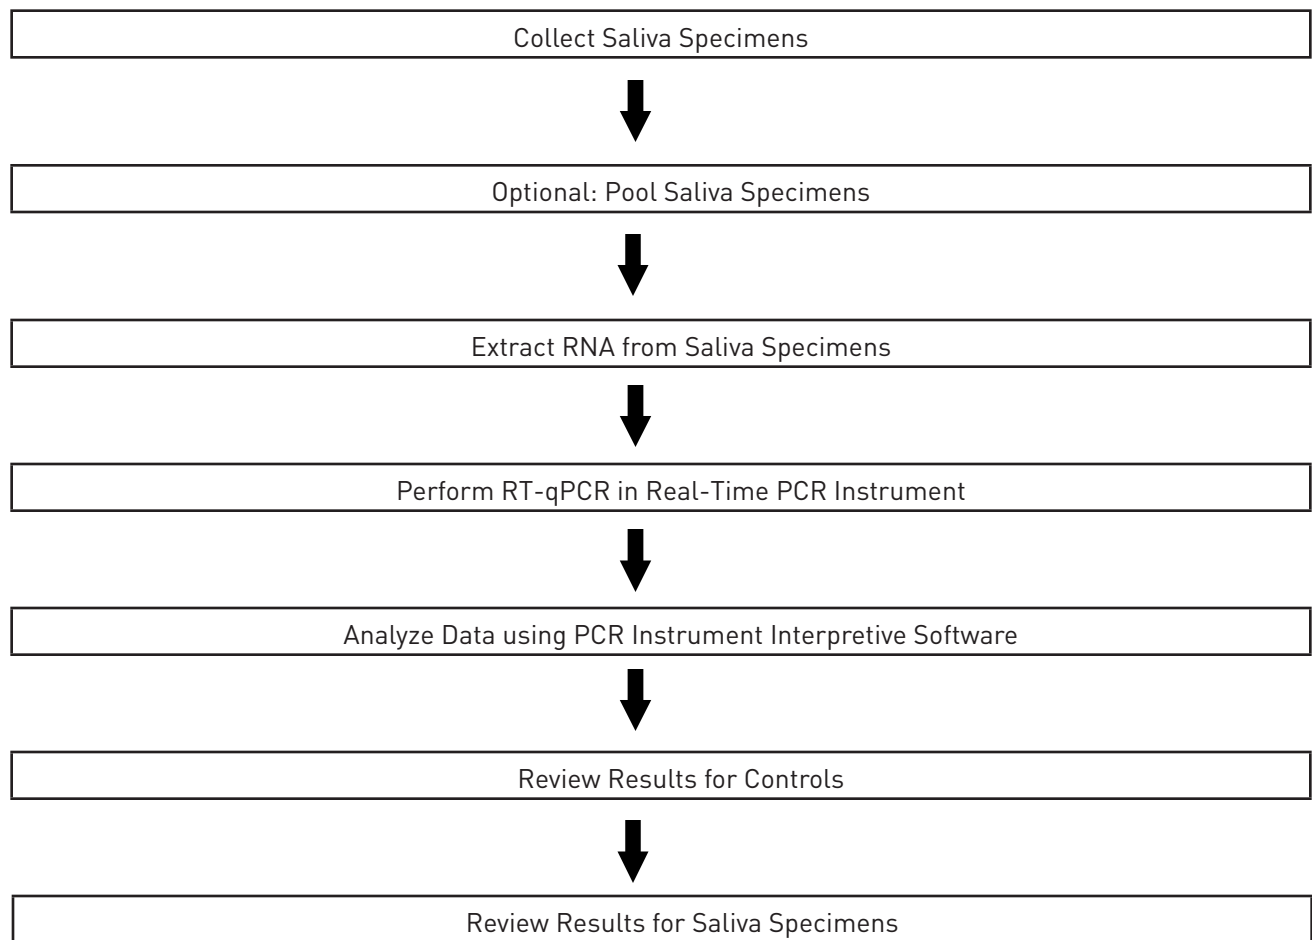 Collect Saliva Specimens
Optional: Pool Saliva Specimens
Extract RNA from Saliva Specimens
Perform RT-qPCR in Real-Time PCR Instrument
Analyze Data using PCR Instrument Interpretive Software
Review Results for Controls
Review Results for Saliva Specimens